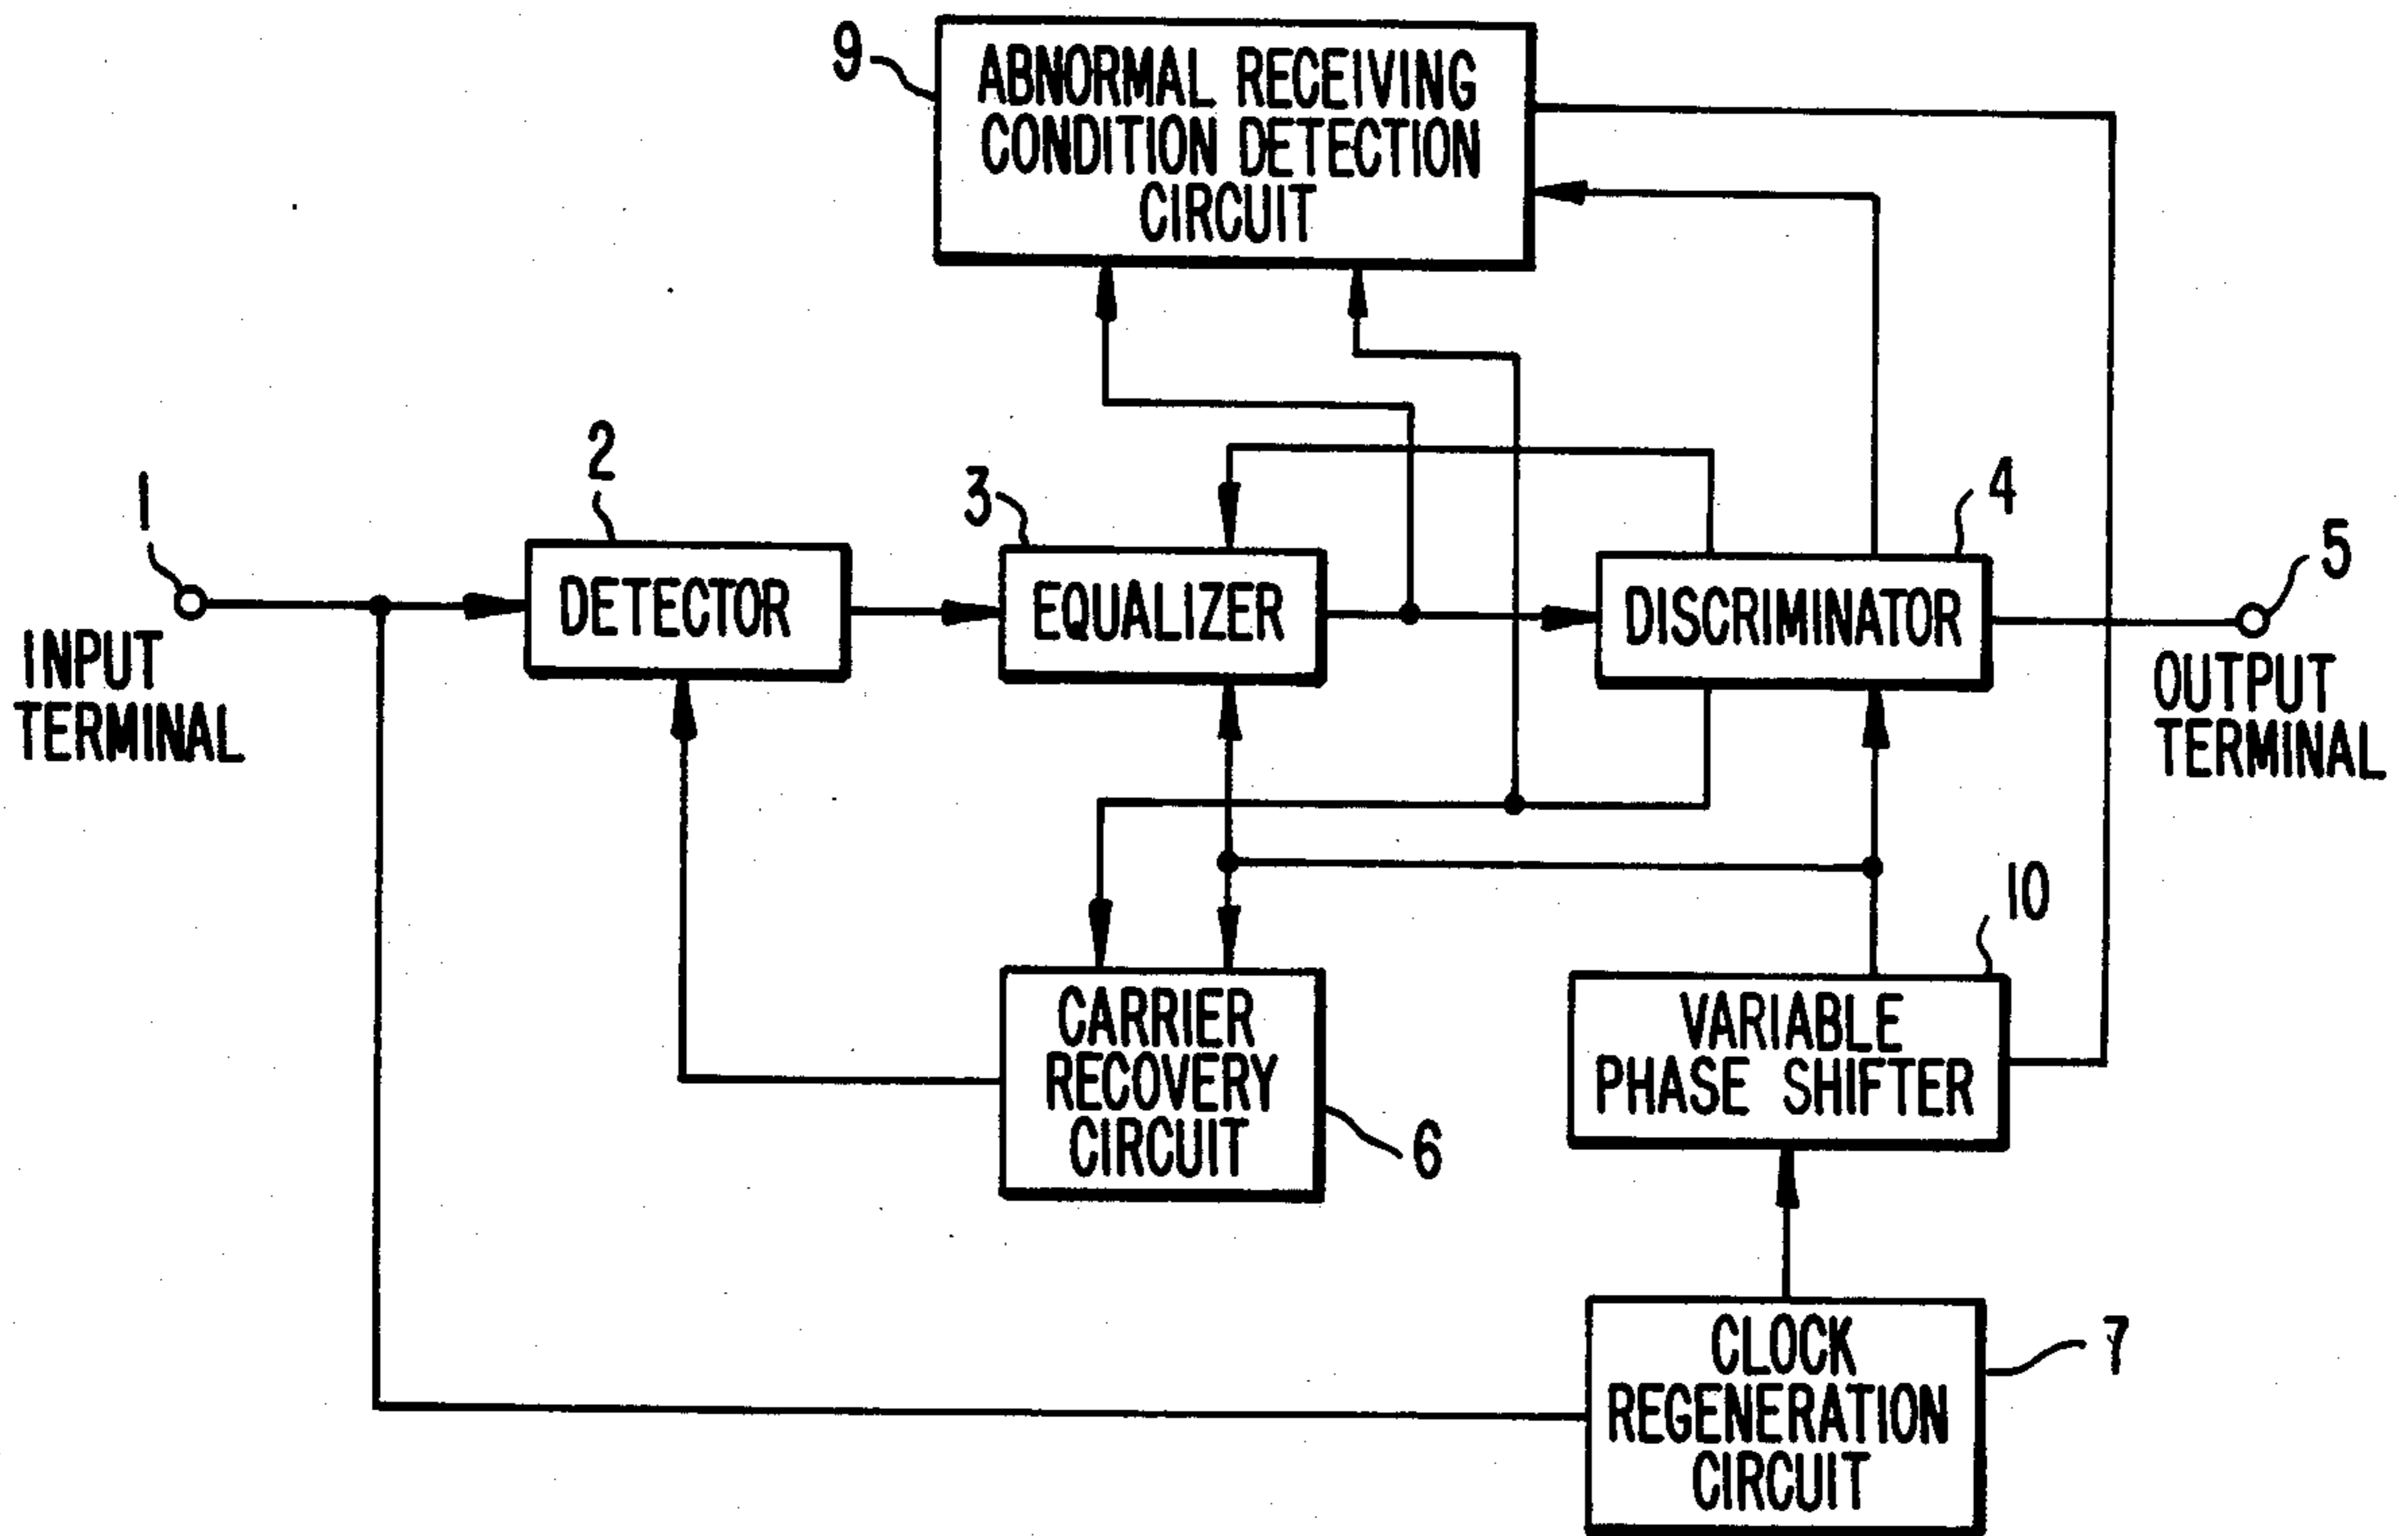 9
ABNORMAL RECEIVING
CONDITION DETECTION
CIRCUIT
1
INPUT
TERMINAL
2
DETECTOR
3
EQUALIZER
4
DISCRIMINATOR
5
OUTPUT
TERMINAL
CARRIER
RECOVERY
CIRCUIT
6
10
VARIABLE
PHASE SHIFTER
CLOCK
REGENERATION
CIRCUIT
7